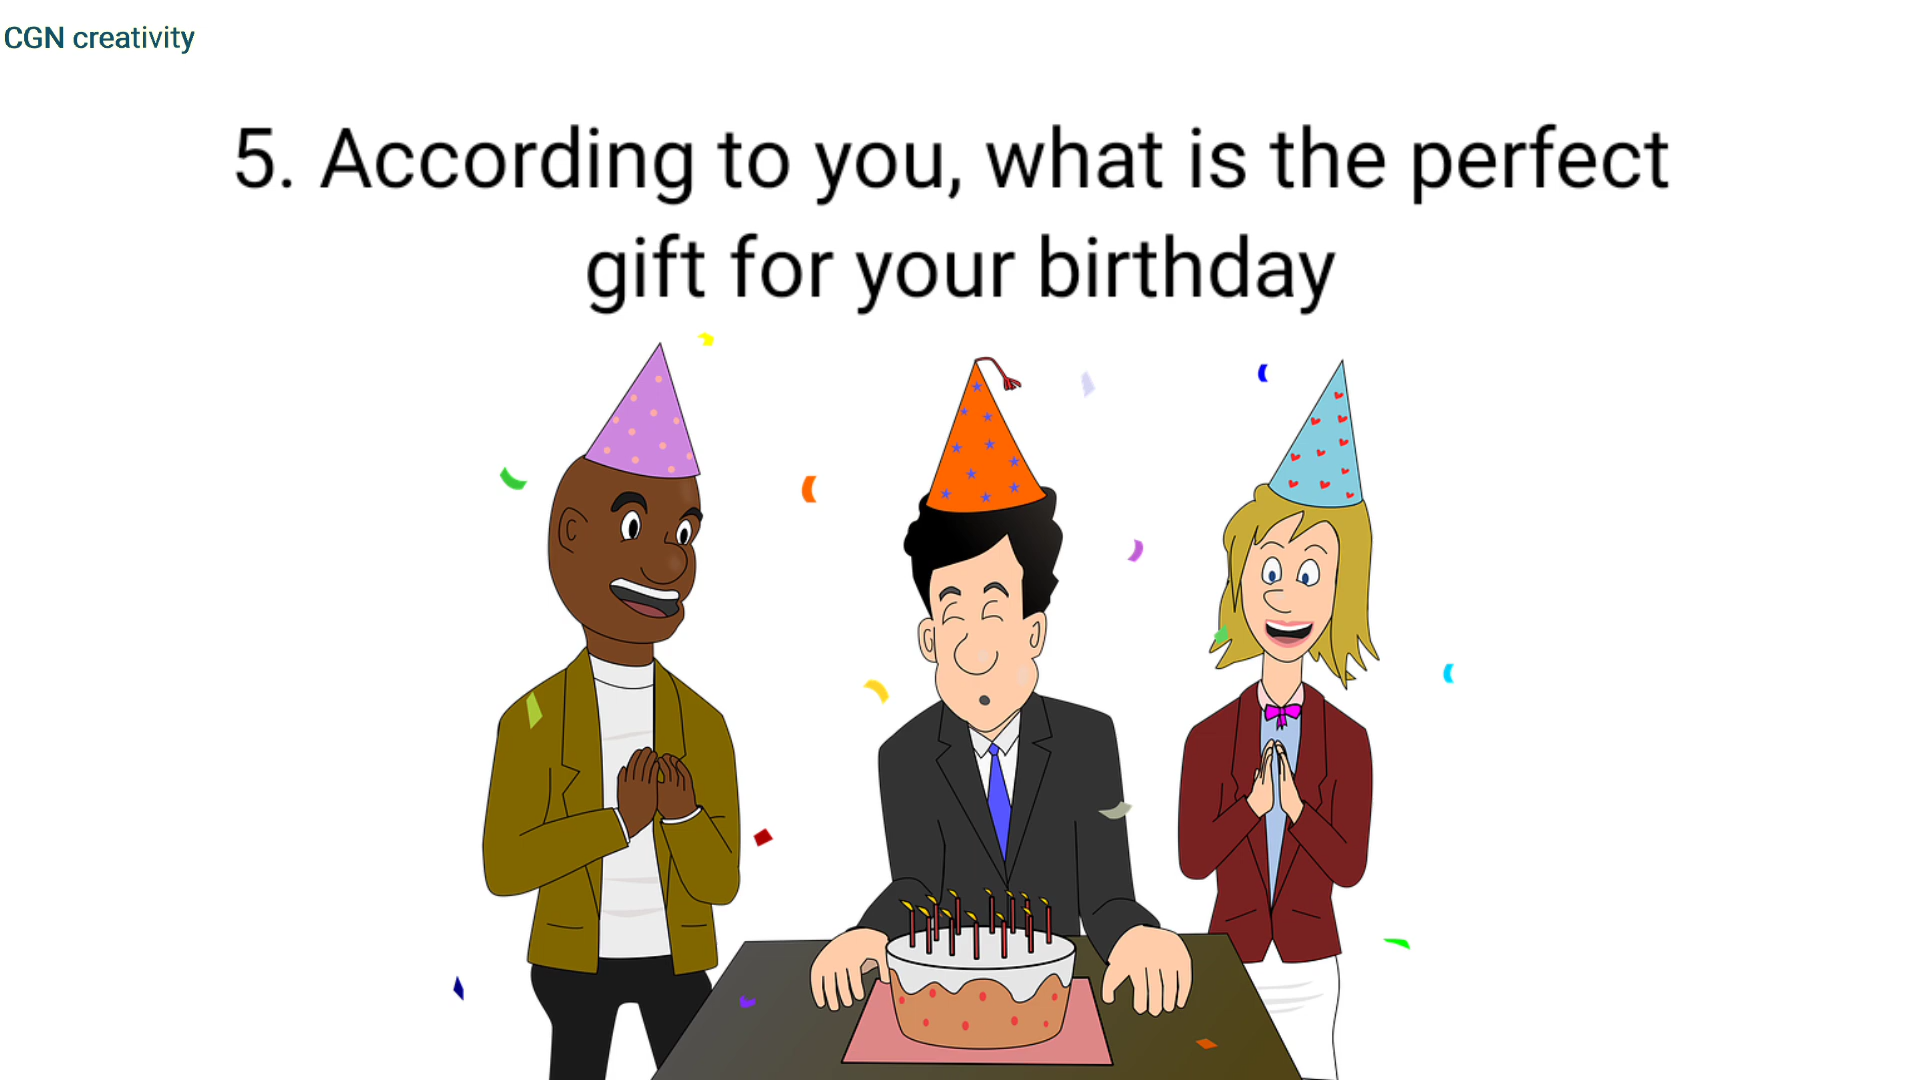 CGN creativity
5. According to you, what is the perfect
gift for your birthday